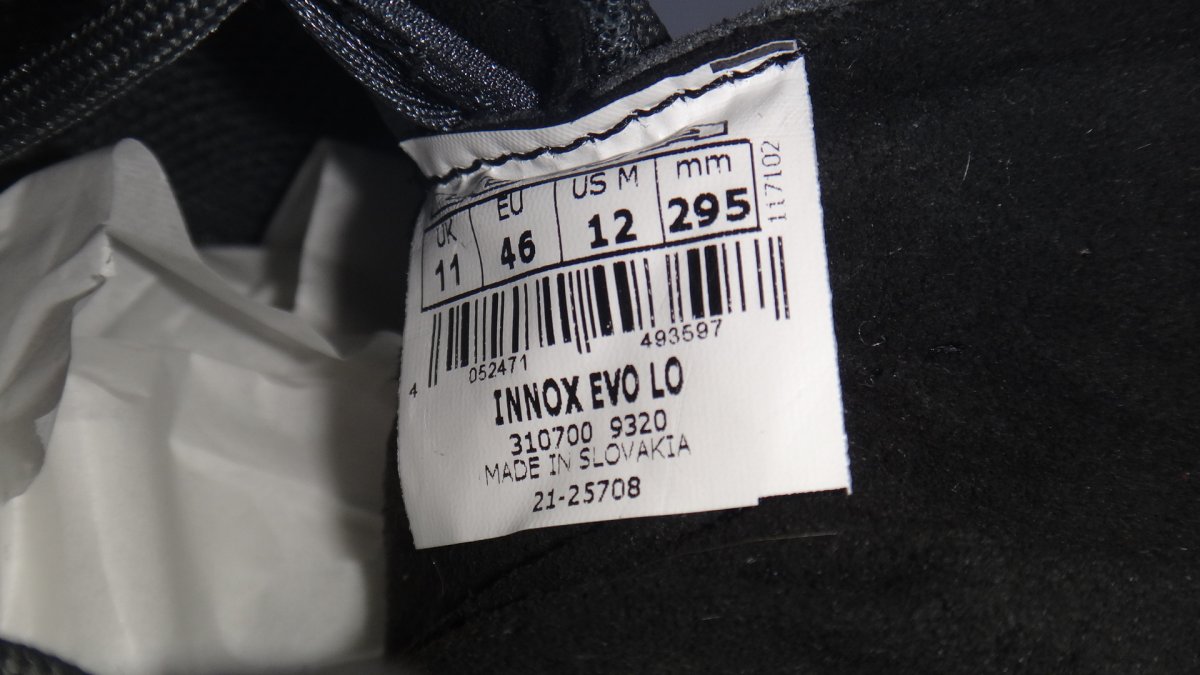 UK EU US M mm
11 46 12 295
117102
4 052471 493597
INNOX EVO LO
310700 9320
MADE IN SLOVAKIA
21-25708